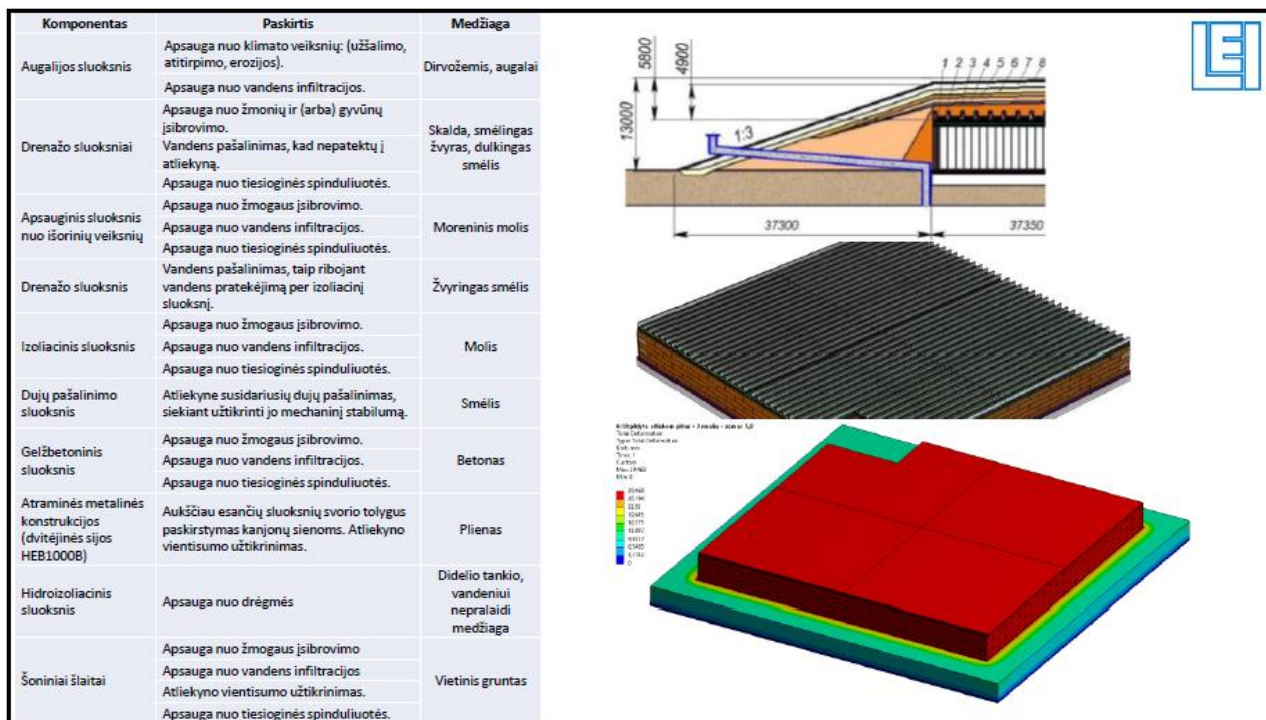 Komponentas
Paskirtis
Medžiaga
Augalijos sluoksnis
Apsauga nuo klimato veiksnių: (užšalimo,
atitirpimo, erozijos).
Apsauga nuo vandens infiltracijos.
Dirvožemis, augalai
Drenažo sluoksniai
Apsauga nuo žmonių ir (arba) gyvūnų
įsibrovimo.
Vandens pašalinimas, kad nepatektų į
atliekyną.
Apsauga nuo tiesioginės spinduliuotės.
Skalda, smėlingas
žvyras, dulkingas
smėlis
Apsauginis sluoksnis
nuo išorinių veiksnių
Apsauga nuo žmogaus įsibrovimo.
Apsauga nuo vandens infiltracijos.
Apsauga nuo tiesioginės spinduliuotės.
Moreninis molis
Drenažo sluoksnis
Vandens pašalinimas, taip ribojant
vandens pratekėjimą per izoliacinį
sluoksnį.
Žvyringas smėlis
Izoliacinis sluoksnis
Apsauga nuo žmogaus įsibrovimo.
Apsauga nuo vandens infiltracijos.
Apsauga nuo tiesioginės spinduliuotės.
Molis
Dujų pašalinimo
sluoksnis
Atliekyne susidariusių dujų pašalinimas,
siekiant užtikrinti jo mechaninį stabilumą.
Smėlis
Gelžbetoninis
sluoksnis
Apsauga nuo žmogaus įsibrovimo.
Apsauga nuo vandens infiltracijos.
Apsauga nuo tiesioginės spinduliuotės.
Betonas
Atraminės metalinės
konstrukcijos
(dvitėjinės sijos
HEB1000B)
Aukščiau esančių sluoksnių svorio tolygus
paskirstymas kanjonų sienoms. Atliekyno
vientisumo užtikrinimas.
Plienas
Hidroizoliacinis
sluoksnis
Apsauga nuo drėgmės
Didelio tankio,
vandeniui
nepralaidi
medžiaga
Šoniniai šlaitai
Apsauga nuo žmogaus įsibrovimo
Apsauga nuo vandens infiltracijos
Atliekyno vientisumo užtikrinimas.
Apsauga nuo tiesioginės spinduliuotės.
Vietinis gruntas
5800
4900
13000
1:3
1 2 3 4 5 6 7 8
37300
37350
LEI
Total Deformation